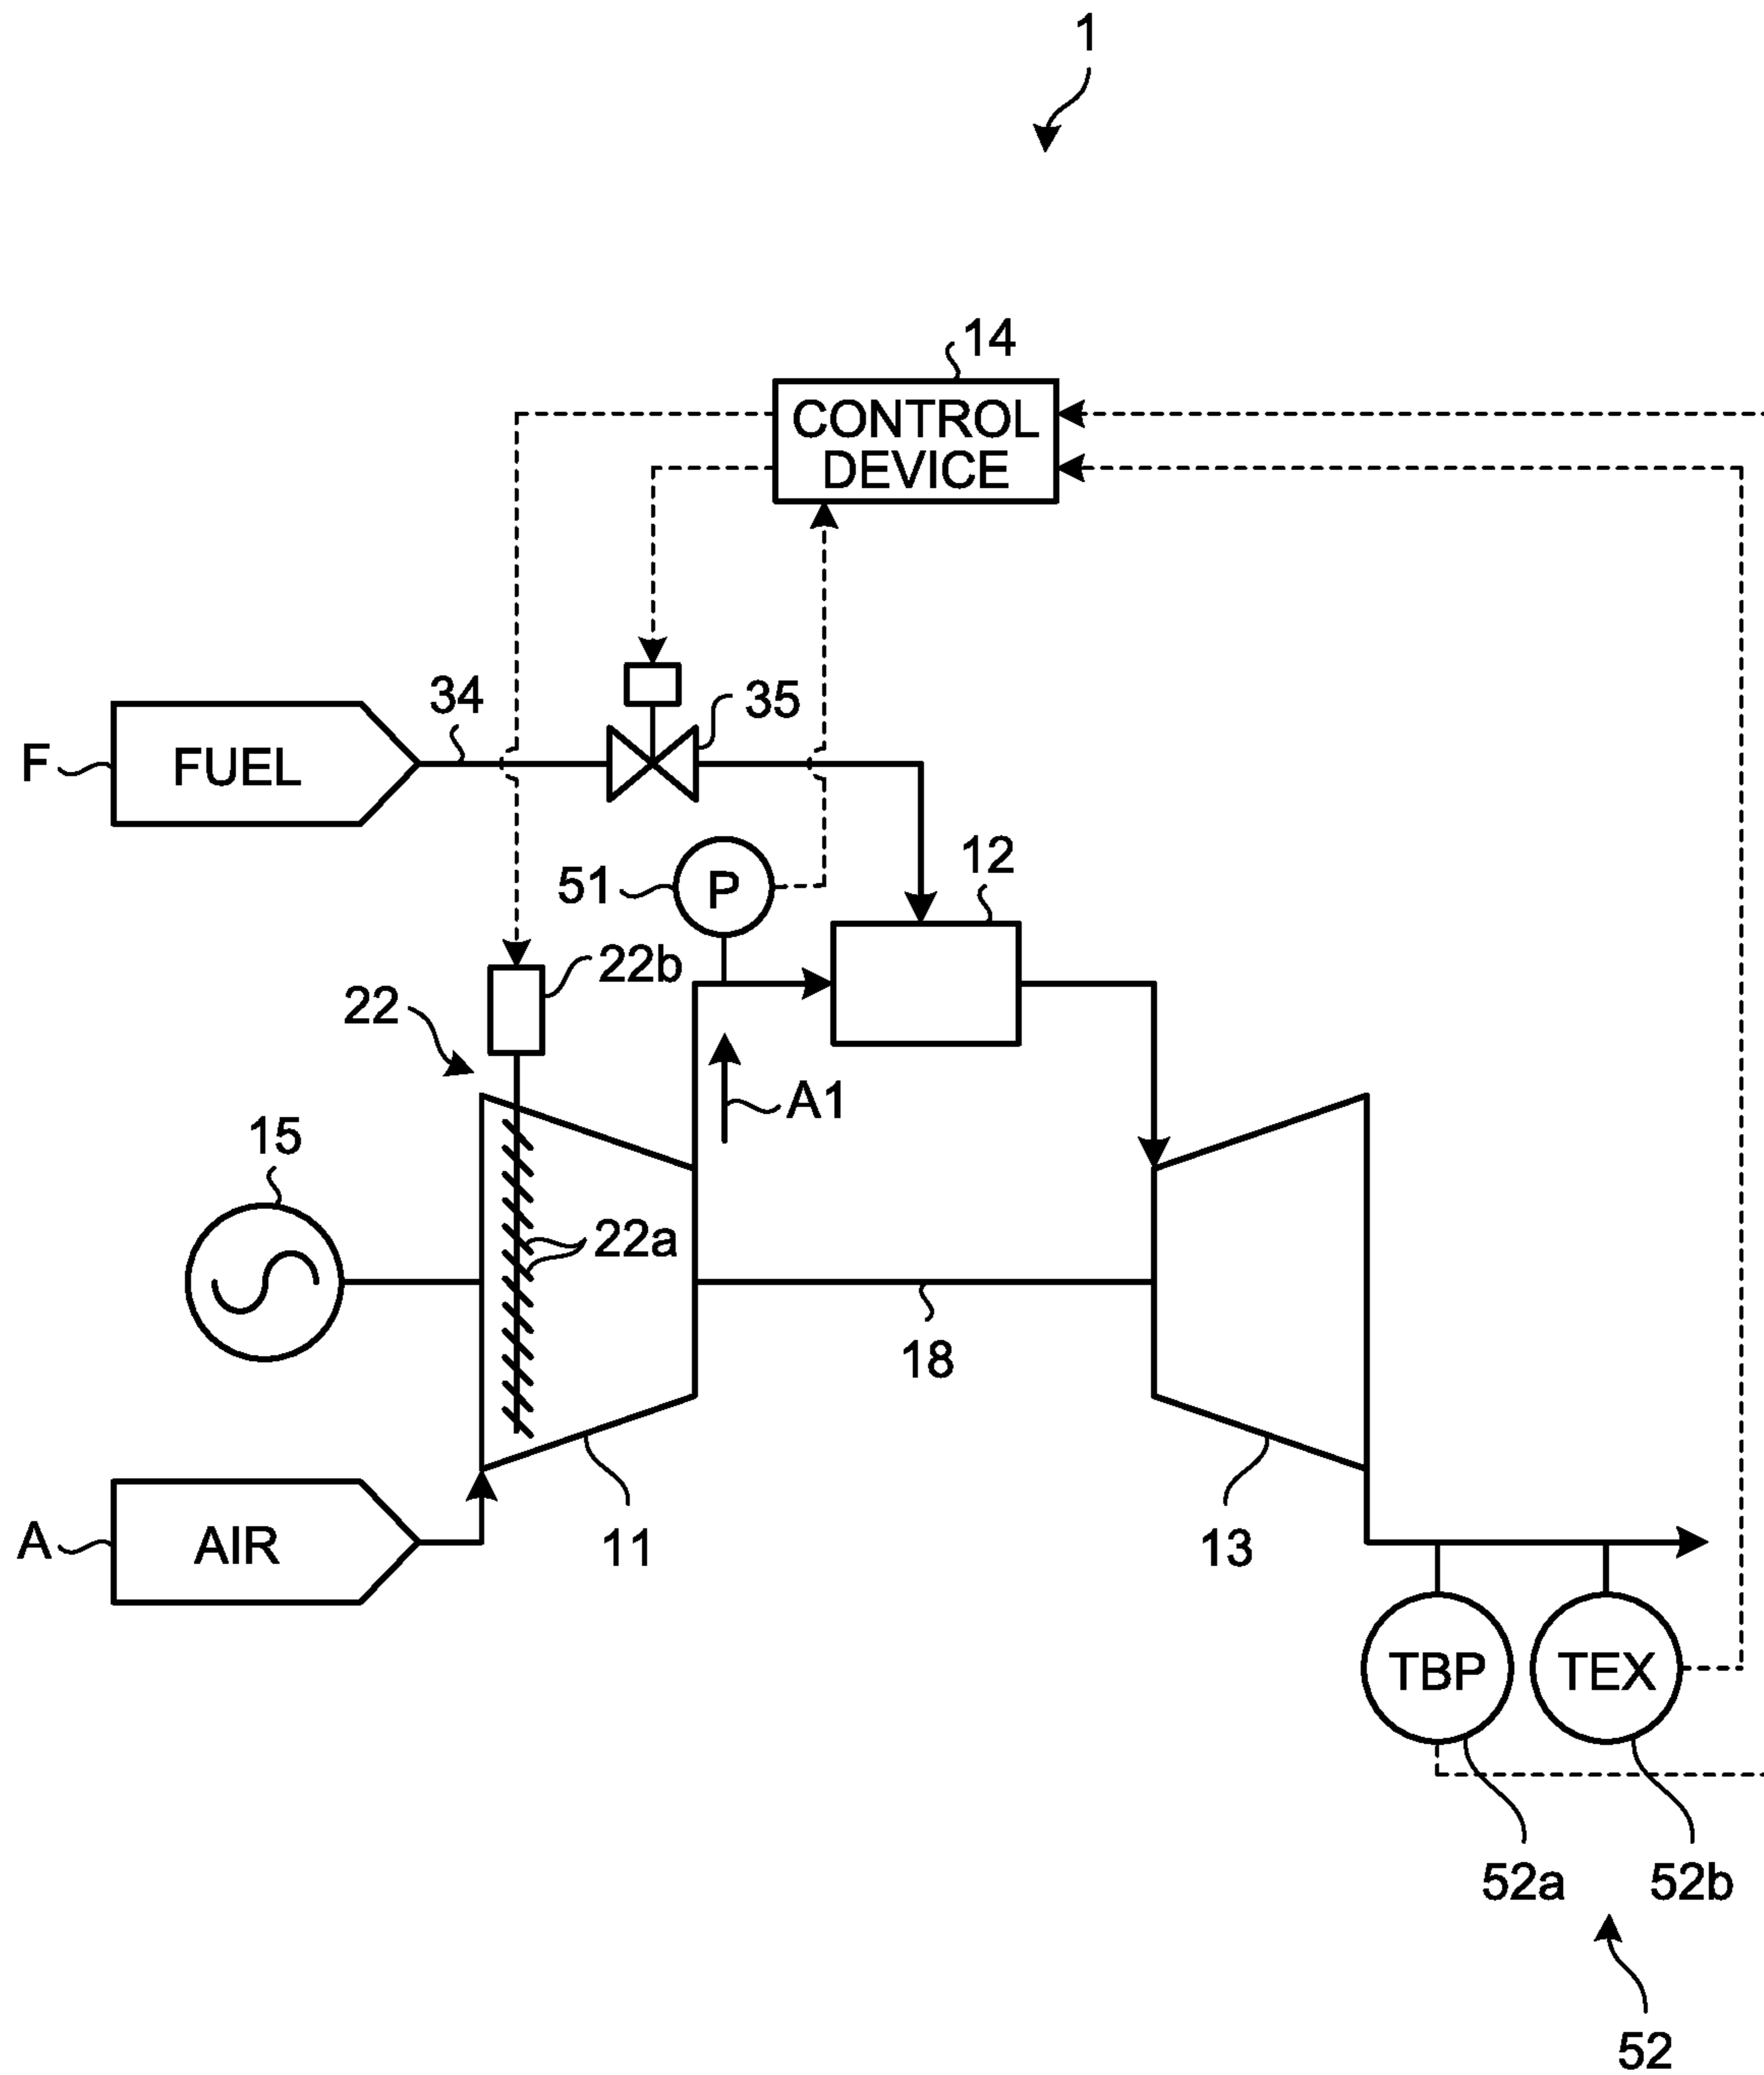 1
14
CONTROL
DEVICE
34
35
F
FUEL
12
51
P
22b
22
A1
15
22a
18
A
AIR
11
13
TBP
TEX
52a
52b
52